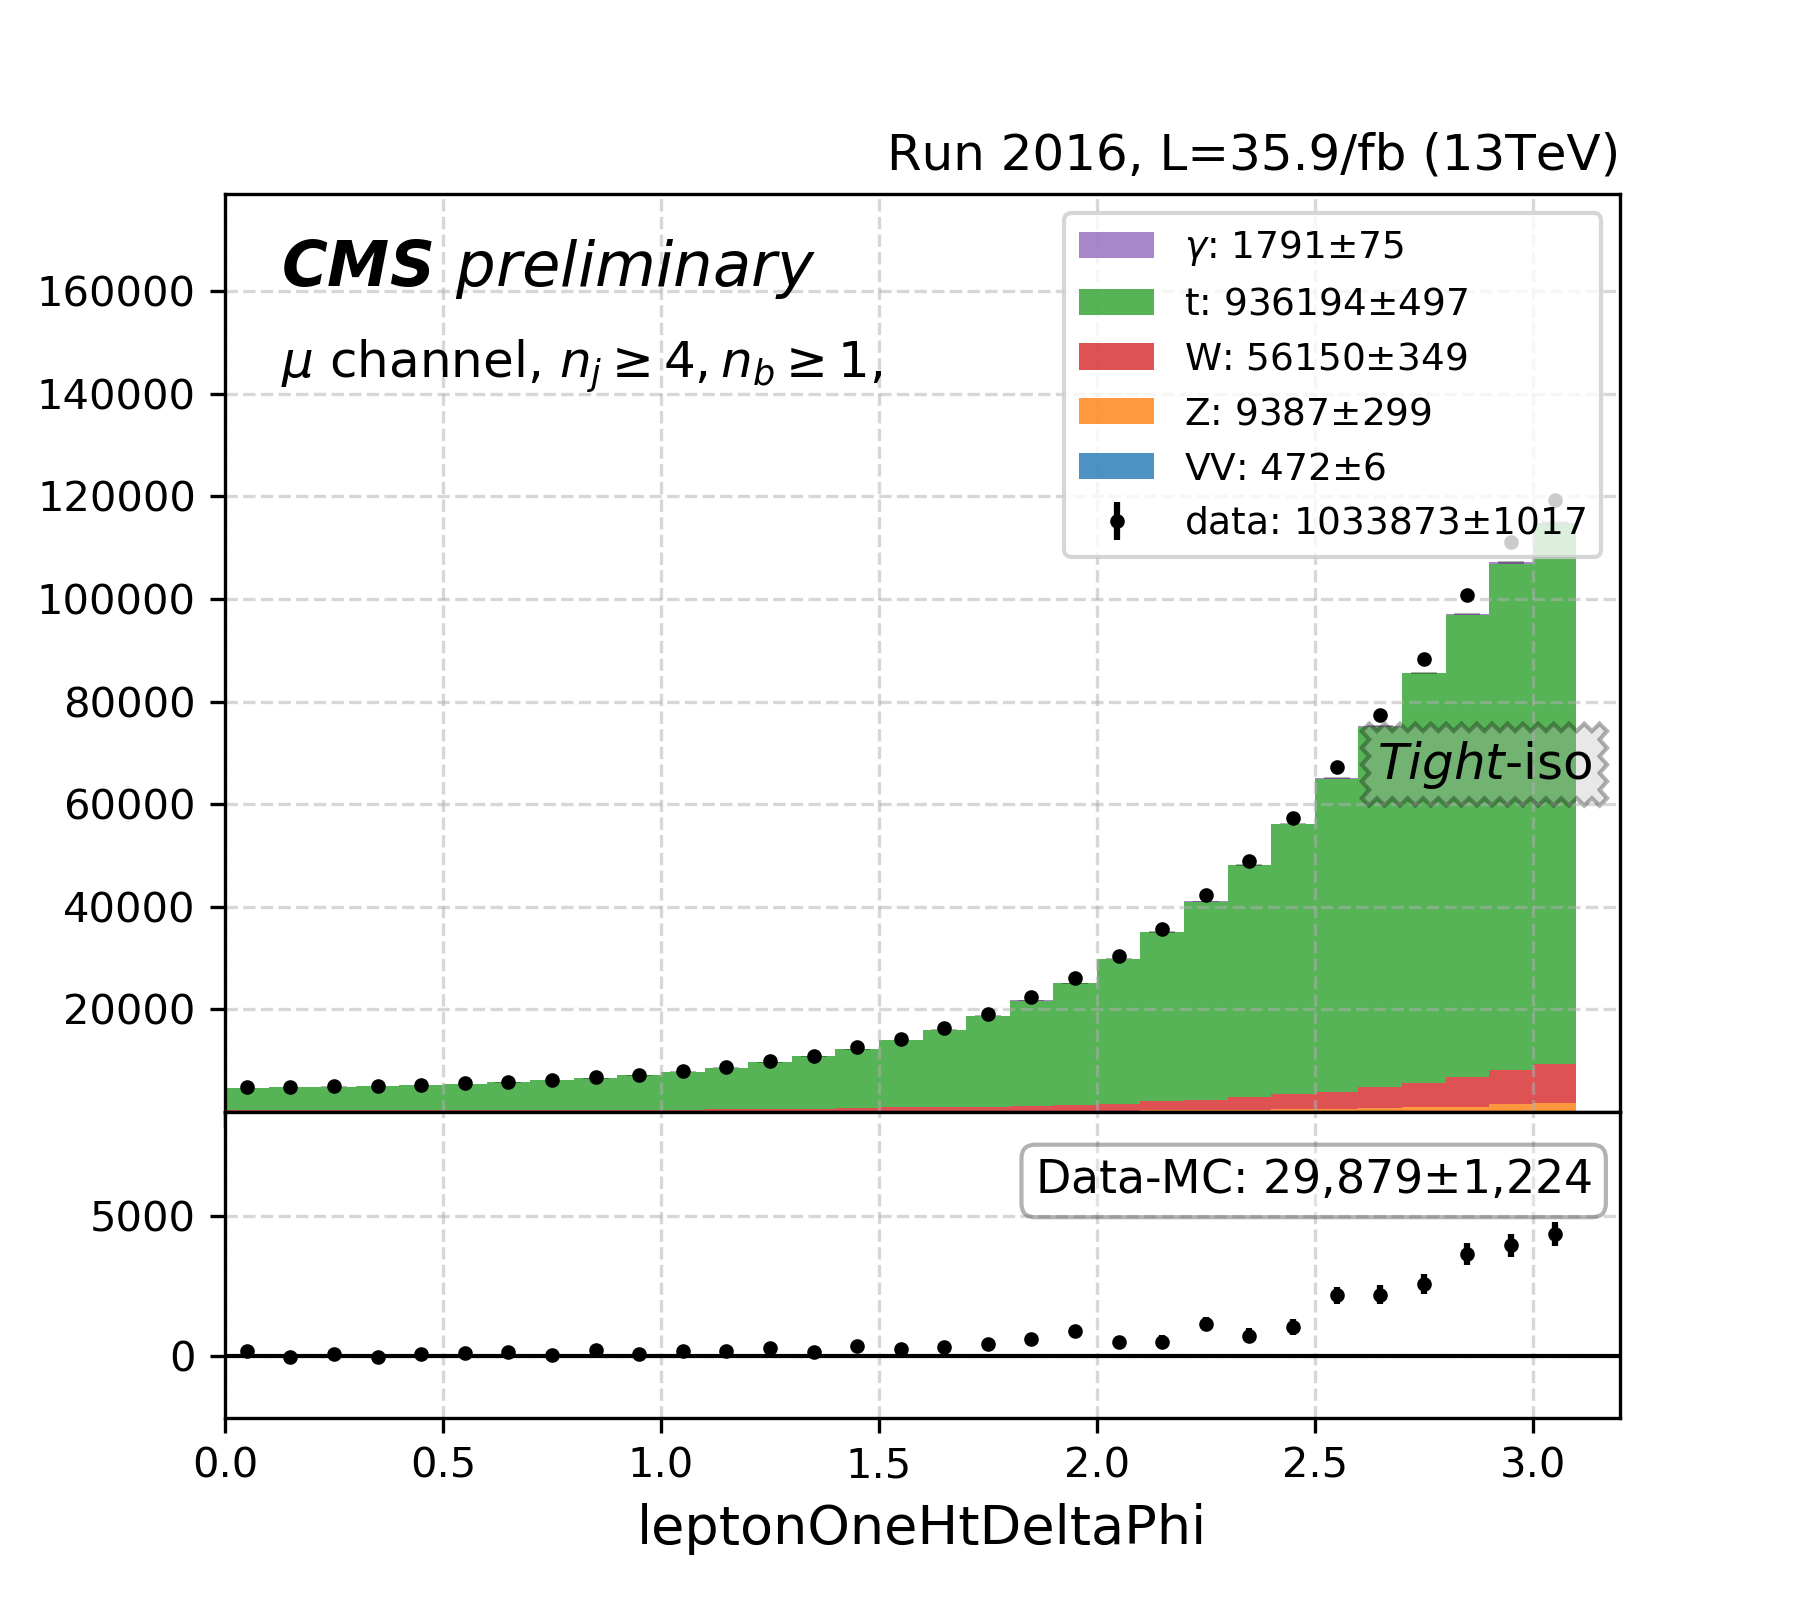 Run 2016, L=35.9/fb (13TeV)
CMS preliminary
μ channel, n_j ≥ 4, n_b ≥ 1,
γ: 1791±75
t: 936194±497
W: 56150±349
Z: 9387±299
VV: 472±6
data: 1033873±1017
160000
140000
120000
100000
80000
60000
40000
20000
Tight-iso
Data-MC: 29,879±1,224
5000
0
0.0 0.5 1.0 1.5 2.0 2.5 3.0
leptonOneHtDeltaPhi